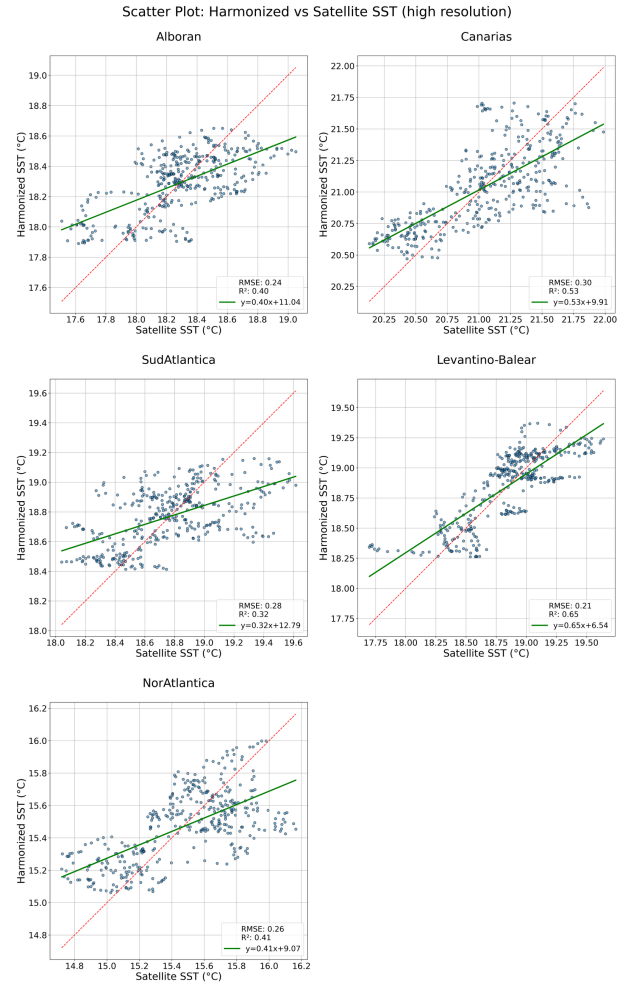 Scatter Plot: Harmonized vs Satellite SST (high resolution)
Alboran
Harmonized SST (°C)
19.0
18.8
18.6
18.4
18.2
18.0
17.8
17.6
RMSE: 0.24
R²: 0.40
y=0.40x+11.04
17.6 17.8 18.0 18.2 18.4 18.6 18.8 19.0
Satellite SST (°C)
Canarias
Harmonized SST (°C)
22.00
21.75
21.50
21.25
21.00
20.75
20.50
20.25
RMSE: 0.30
R²: 0.53
y=0.53x+9.91
20.25 20.50 20.75 21.00 21.25 21.50 21.75 22.00
Satellite SST (°C)
SudAtlantica
Harmonized SST (°C)
19.6
19.4
19.2
19.0
18.8
18.6
18.4
18.2
18.0
RMSE: 0.28
R²: 0.32
y=0.32x+12.79
18.0 18.2 18.4 18.6 18.8 19.0 19.2 19.4 19.6
Satellite SST (°C)
Levantino-Balear
Harmonized SST (°C)
19.50
19.25
19.00
18.75
18.50
18.25
18.00
17.75
RMSE: 0.21
R²: 0.65
y=0.65x+6.54
17.75 18.00 18.25 18.50 18.75 19.00 19.25 19.50
Satellite SST (°C)
NorAtlantica
Harmonized SST (°C)
16.2
16.0
15.8
15.6
15.4
15.2
15.0
14.8
RMSE: 0.26
R²: 0.41
y=0.41x+9.07
14.8 15.0 15.2 15.4 15.6 15.8 16.0 16.2
Satellite SST (°C)